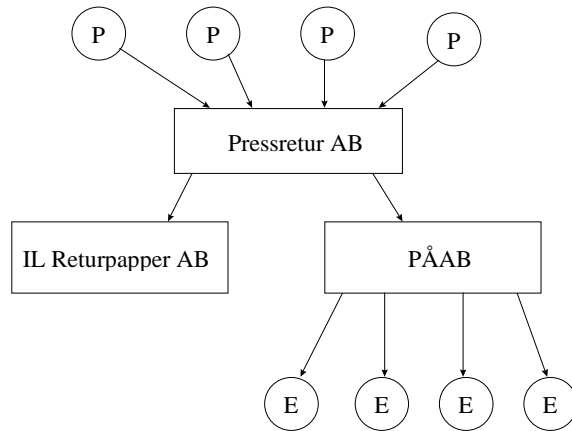 P P P P
Pressretur AB
IL Returpapper AB PÅAB
E E E E